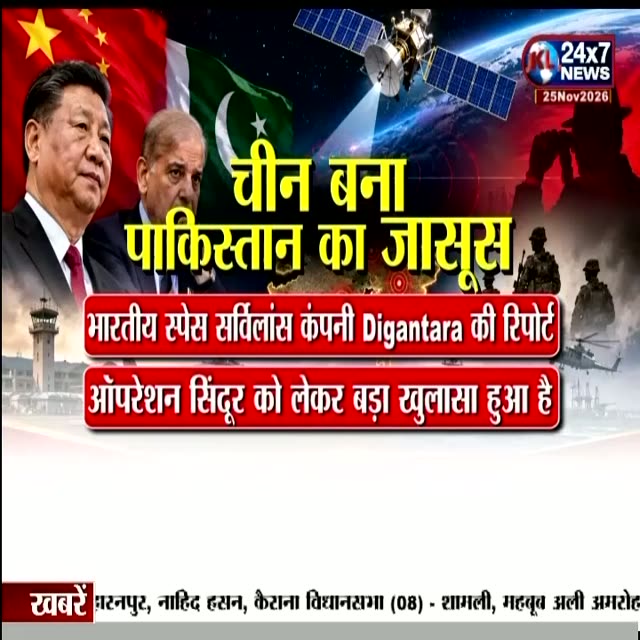 JKL 24x7
NEWS
25Nov2026
चीन बना
पाकिस्तान का जासूस
भारतीय स्पेस सर्विलांस कंपनी Digantara की रिपोर्ट
ऑपरेशन सिंदूर को लेकर बड़ा खुलासा हुआ है
खबरें
हारनपुर, नाहिद हसन, कैराना विधानसभा (08) - शामली, महबूब अली अमरोह